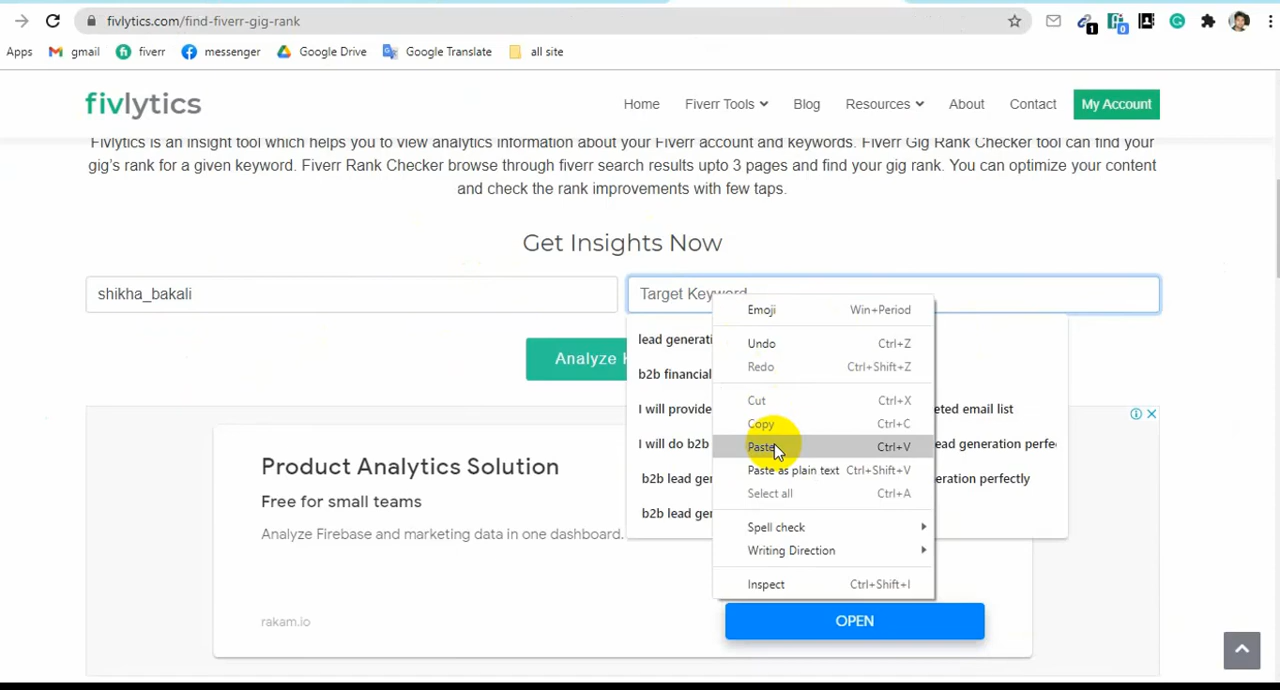 fivlytics.com/find-fiverr-gig-rank
1
0
Apps gmail fiverr messenger Google Drive Google Translate all site
fivlytics
Home Fiverr Tools Blog Resources About Contact My Account
Fivlytics is an insight tool which helps you to view analytics information about your Fiverr account and keywords. Fiverr Gig Rank Checker tool can find your
gig's rank for a given keyword. Fiverr Rank Checker browse through fiverr search results upto 3 pages and find your gig rank. You can optimize your content
and check the rank improvements with few taps.
Get Insights Now
shikha_bakali
Target Keyword
Analyze
lead generati
b2b financial
I will provide eted email list
I will do b2b ead generation perfe
b2b lead ger eneration perfectly
b2b lead ger
Emoji Win+Period
Undo Ctrl+Z
Redo Ctrl+Shift+Z
Cut Ctrl+X
Copy Ctrl+C
Paste Ctrl+V
Paste as plain text Ctrl+Shift+V
Select all Ctrl+A
Spell check
Writing Direction
Inspect Ctrl+Shift+I
Product Analytics Solution
Free for small teams
Analyze Firebase and marketing data in one dashboard.
rakam.io
OPEN